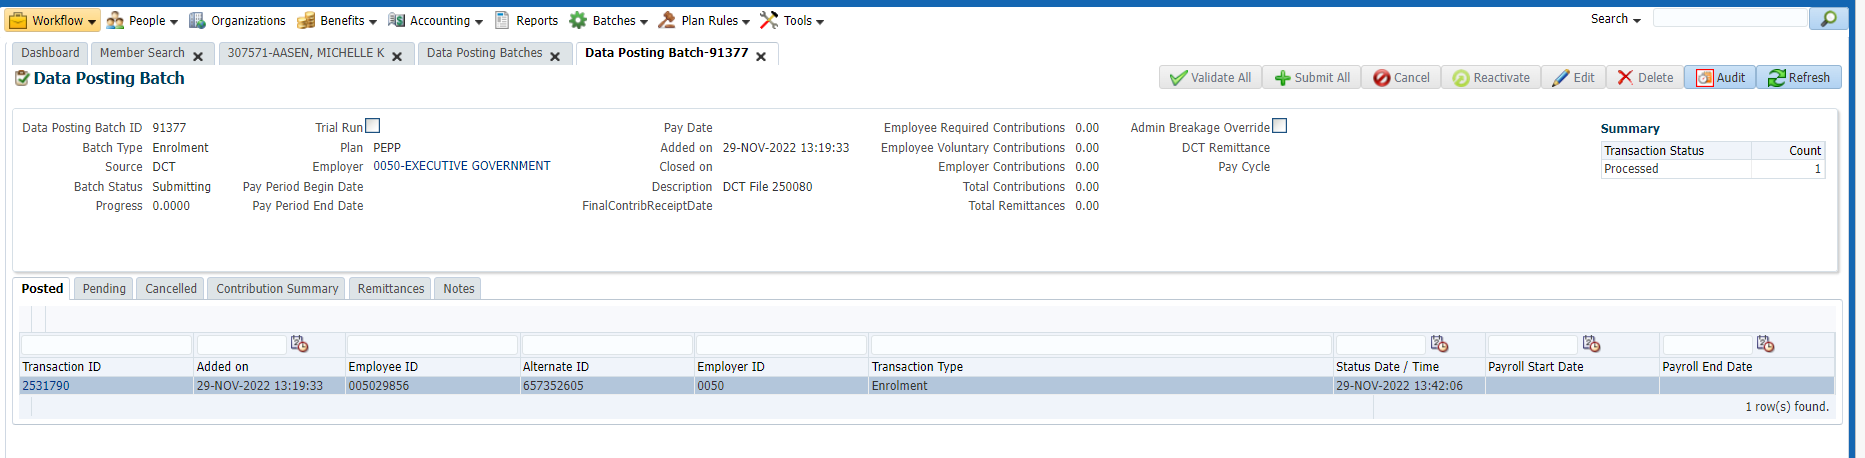 Workflow People Organizations Benefits Accounting Reports Batches Plan Rules Tools Search
Dashboard Member Search 307571-AASEN, MICHELLE K Data Posting Batches Data Posting Batch-91377
Data Posting Batch Validate All Submit All Cancel Reactivate Edit Delete Audit Refresh
Data Posting Batch ID 91377 Trial Run Pay Date Employee Required Contributions 0.00 Admin Breakage Override Summary
Batch Type Enrolment Plan PEPP Added on 29-NOV-2022 13:19:33 Employee Voluntary Contributions 0.00 DCT Remittance Transaction Status Count
Source DCT Employer 0050-EXECUTIVE GOVERNMENT Closed on Employer Contributions 0.00 Pay Cycle Processed 1
Batch Status Submitting Pay Period Begin Date Description DCT File 250080 Total Contributions 0.00
Progress 0.0000 Pay Period End Date FinalContribReceiptDate Total Remittances 0.00
Posted Pending Cancelled Contribution Summary Remittances Notes
Transaction ID Added on Employee ID Alternate ID Employer ID Transaction Type Status Date / Time Payroll Start Date Payroll End Date
2531790 29-NOV-2022 13:19:33 005029856 657352605 0050 Enrolment 29-NOV-2022 13:42:06
1 row(s) found.